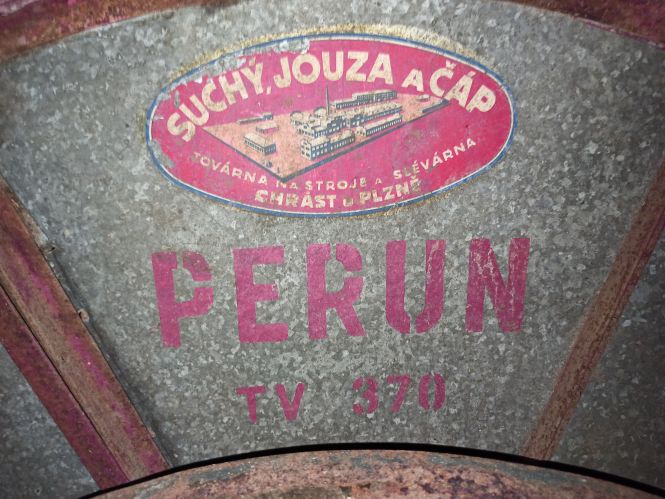 SUCHÝ, JOUZA A ČÁP
TOVÁRNA NA STROJE A SLÉVÁRNA
CHRÁST U PLZNĚ
PERUN
TV 370